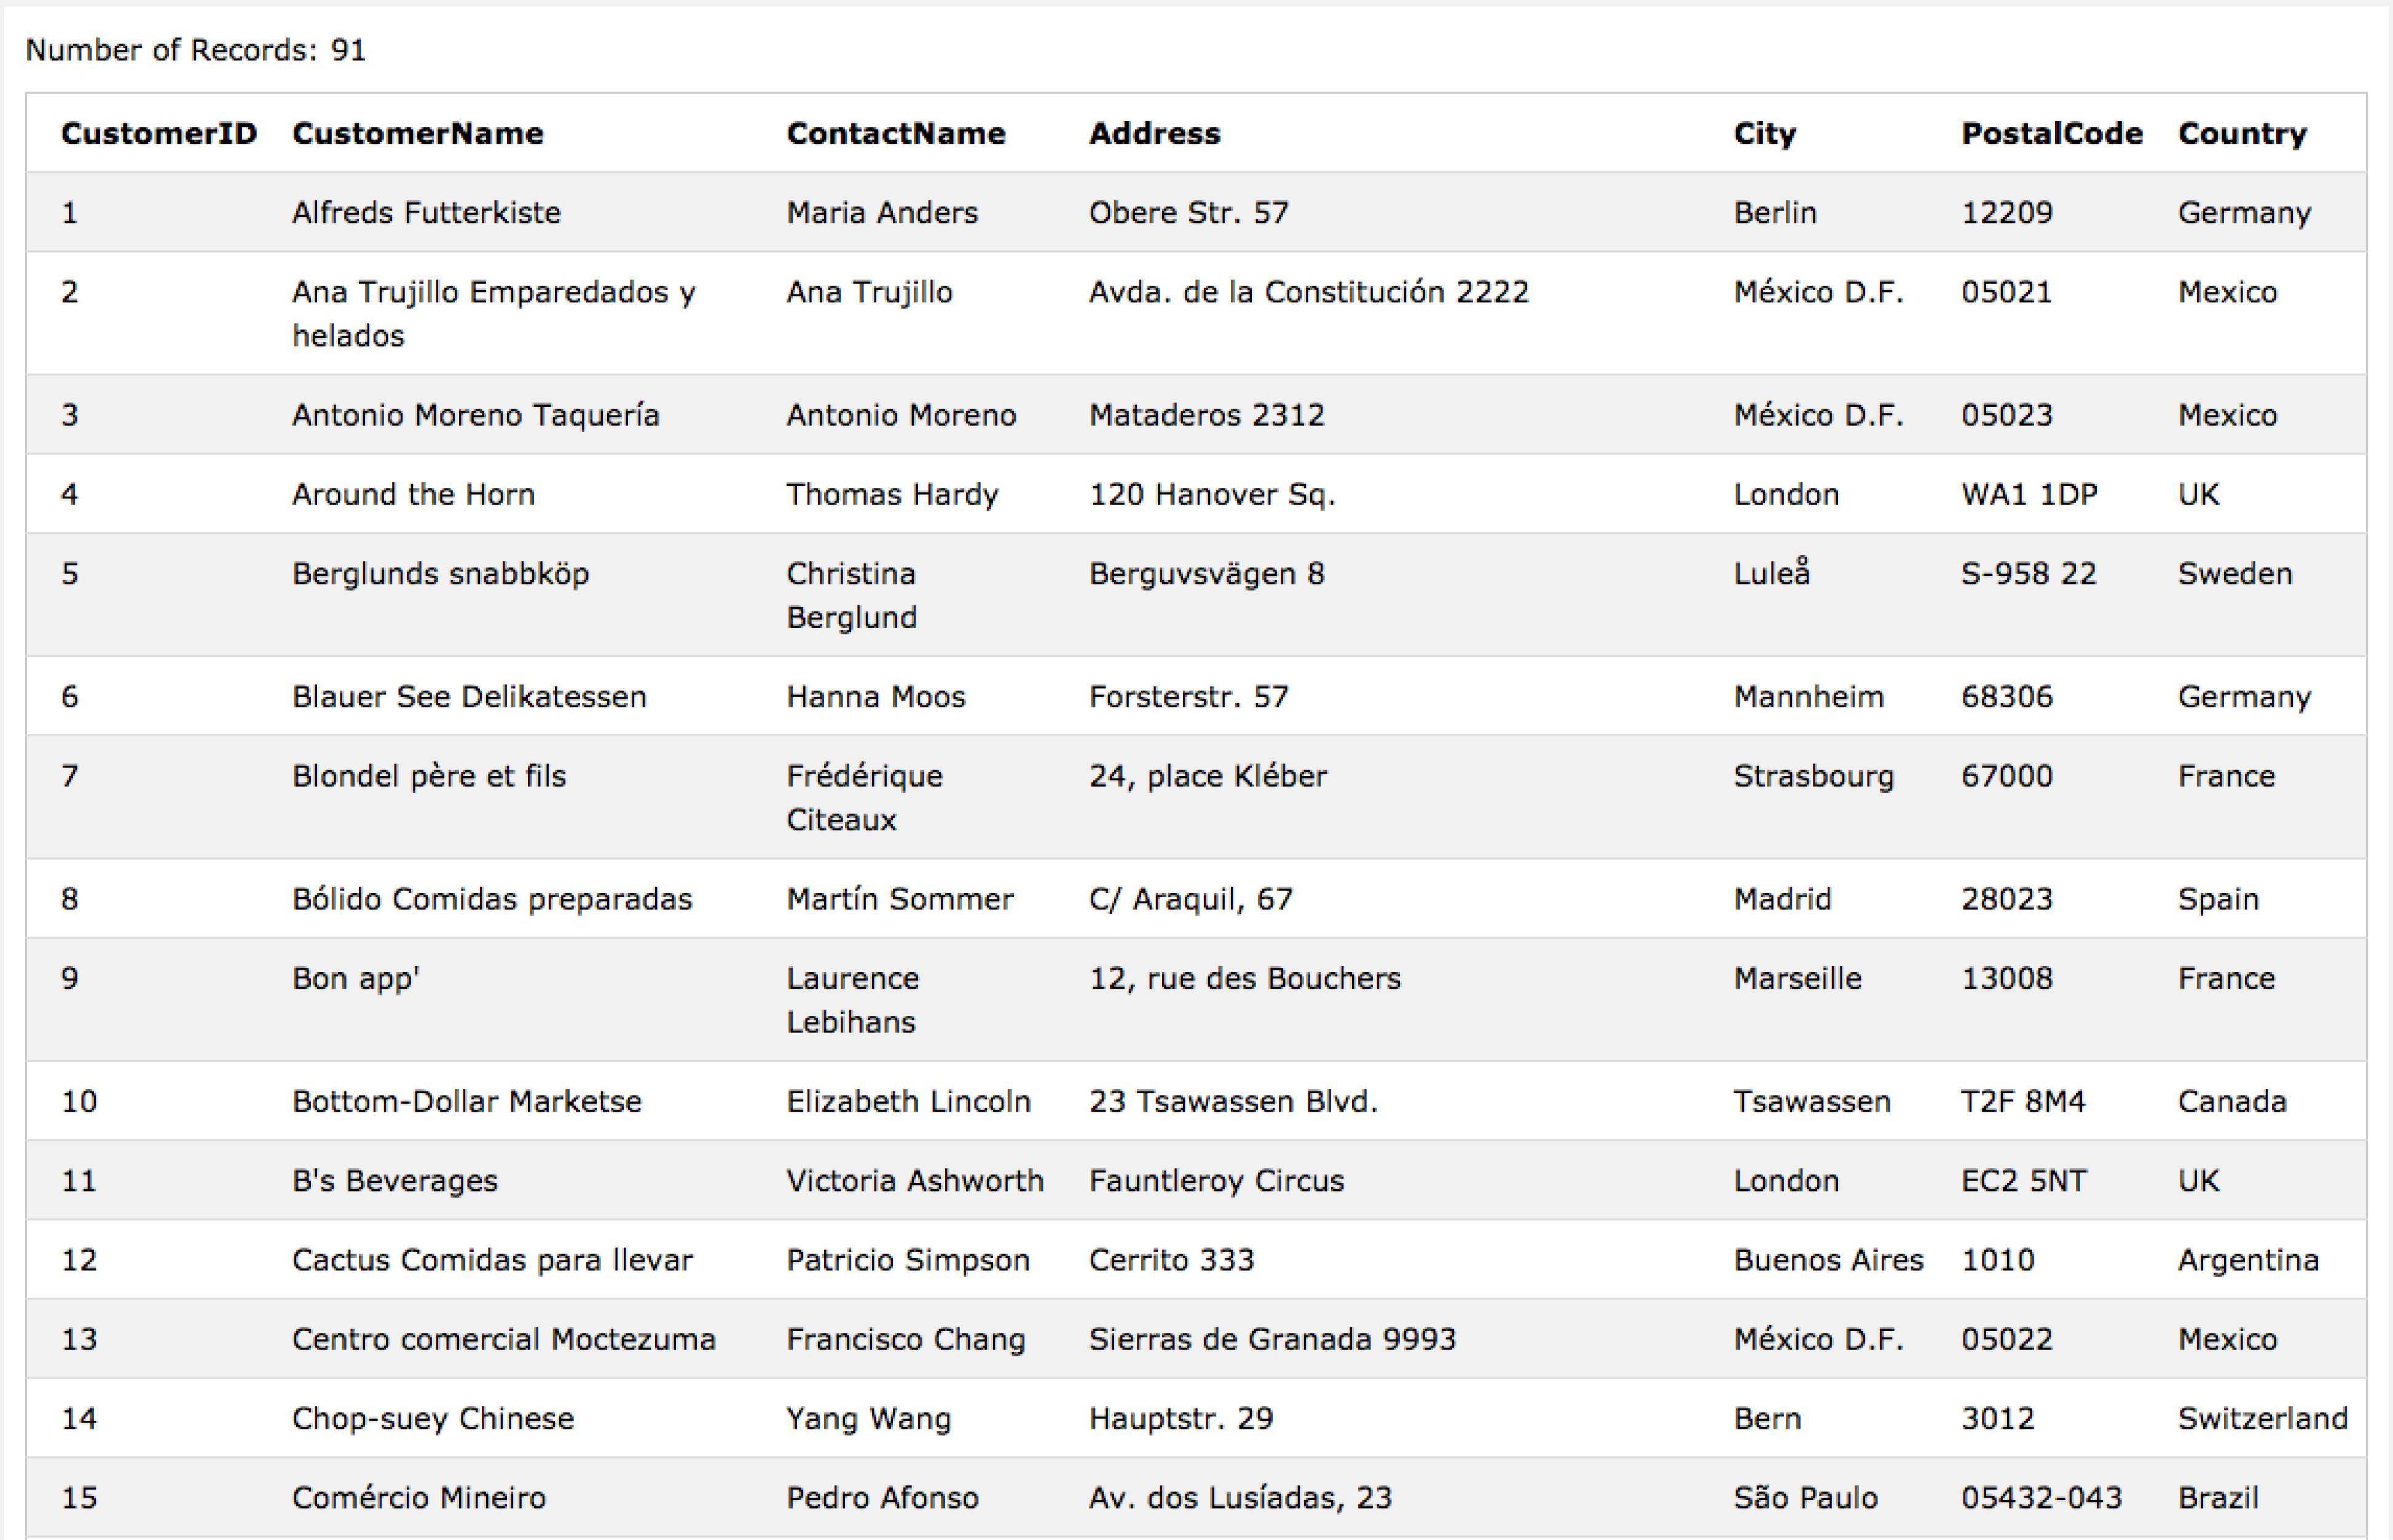 Number of Records: 91
CustomerID CustomerName ContactName Address City PostalCode Country
1 Alfreds Futterkiste Maria Anders Obere Str. 57 Berlin 12209 Germany
2 Ana Trujillo Emparedados y Ana Trujillo Avda. de la Constitución 2222 México D.F. 05021 Mexico
helados
3 Antonio Moreno Taquería Antonio Moreno Mataderos 2312 México D.F. 05023 Mexico
4 Around the Horn Thomas Hardy 120 Hanover Sq. London WA1 1DP UK
5 Berglunds snabbköp Christina Berguvsvägen 8 Luleå S-958 22 Sweden
Berglund
6 Blauer See Delikatessen Hanna Moos Forsterstr. 57 Mannheim 68306 Germany
7 Blondel père et fils Frédérique 24, place Kléber Strasbourg 67000 France
Citeaux
8 Bólido Comidas preparadas Martín Sommer C/ Araquil, 67 Madrid 28023 Spain
9 Bon app' Laurence 12, rue des Bouchers Marseille 13008 France
Lebihans
10 Bottom-Dollar Marketse Elizabeth Lincoln 23 Tsawassen Blvd. Tsawassen T2F 8M4 Canada
11 B's Beverages Victoria Ashworth Fauntleroy Circus London EC2 5NT UK
12 Cactus Comidas para llevar Patricio Simpson Cerrito 333 Buenos Aires 1010 Argentina
13 Centro comercial Moctezuma Francisco Chang Sierras de Granada 9993 México D.F. 05022 Mexico
14 Chop-suey Chinese Yang Wang Hauptstr. 29 Bern 3012 Switzerland
15 Comércio Mineiro Pedro Afonso Av. dos Lusíadas, 23 São Paulo 05432-043 Brazil